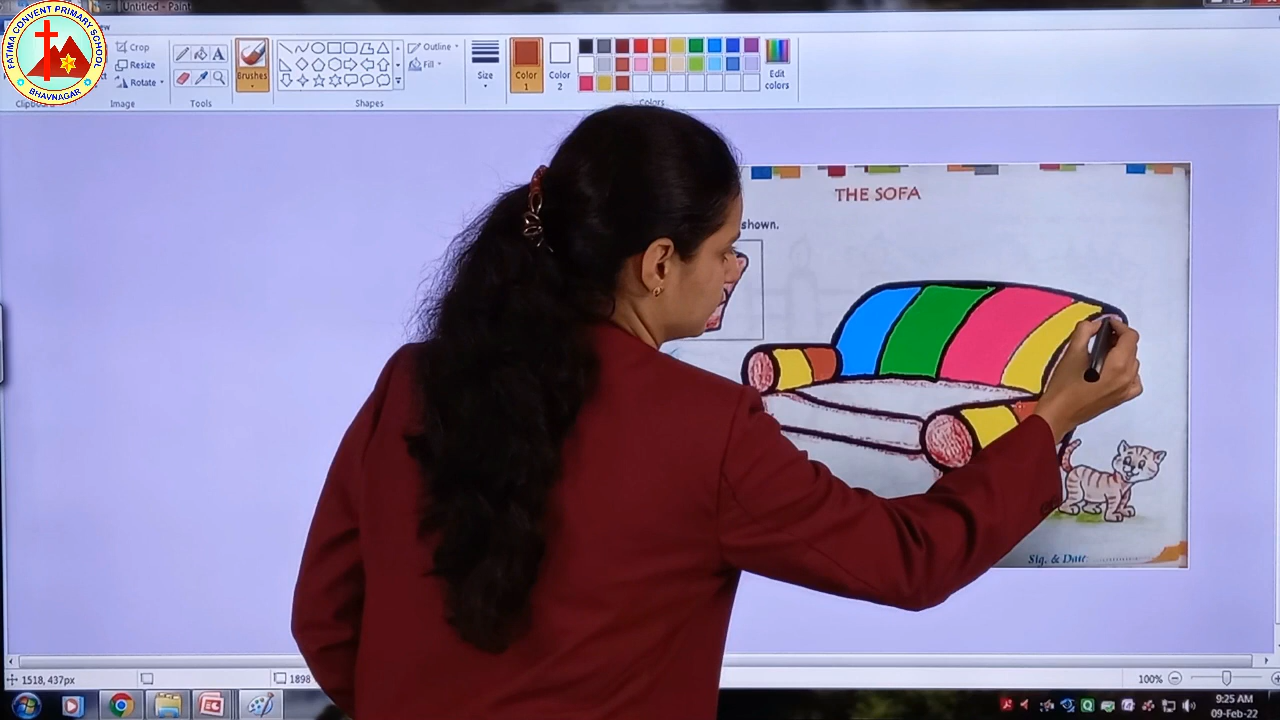 Untitled - Paint
FATIMA CONVENT PRIMARY SCHOOL
BHAVNAGAR
Crop
Resize
Rotate
Image
Tools
Brushes
Shapes
Outline
Fill
Size
Color
1
Color
2
Edit
colors
Colors
THE SOFA
shown.
Sig. & Date
1518, 437px
1898
100%
9:25 AM
09-Feb-22